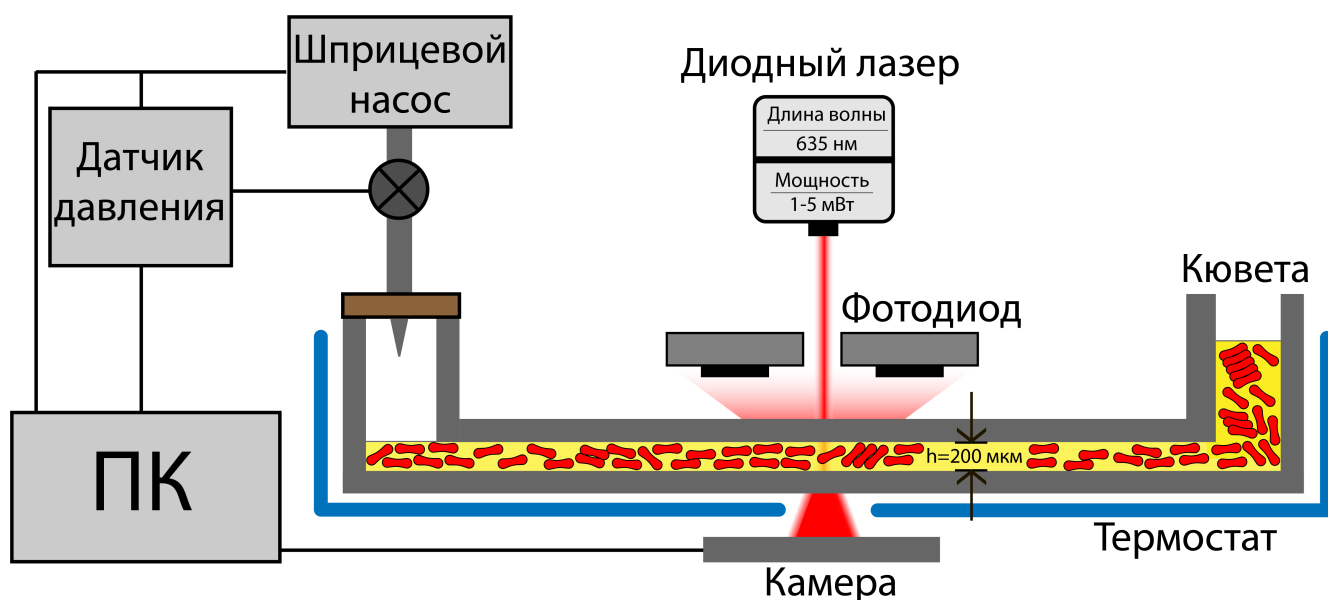 Шприцевой
насос
Датчик
давления
ПК
Диодный лазер
Длина волны
635 нм
Мощность
1-5 мВт
Фотодиод
Кювета
h=200 мкм
Термостат
Камера